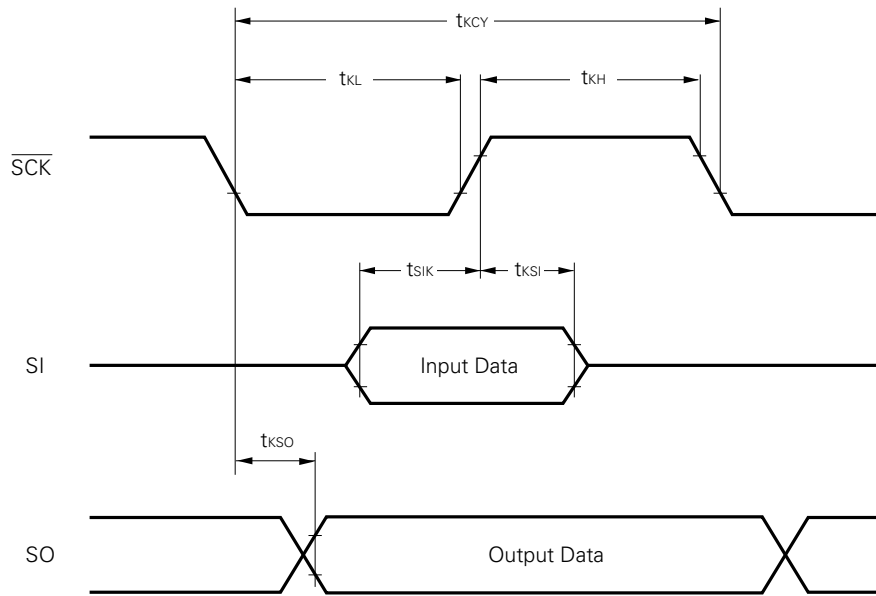 tKCY
tKL
tKH
SCK
tSIK
tKSI
SI
Input Data
tKSO
SO
Output Data